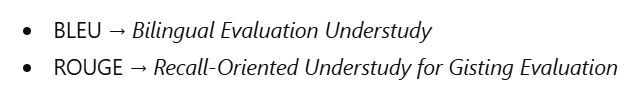 • BLEU → Bilingual Evaluation Understudy
• ROUGE → Recall-Oriented Understudy for Gisting Evaluation